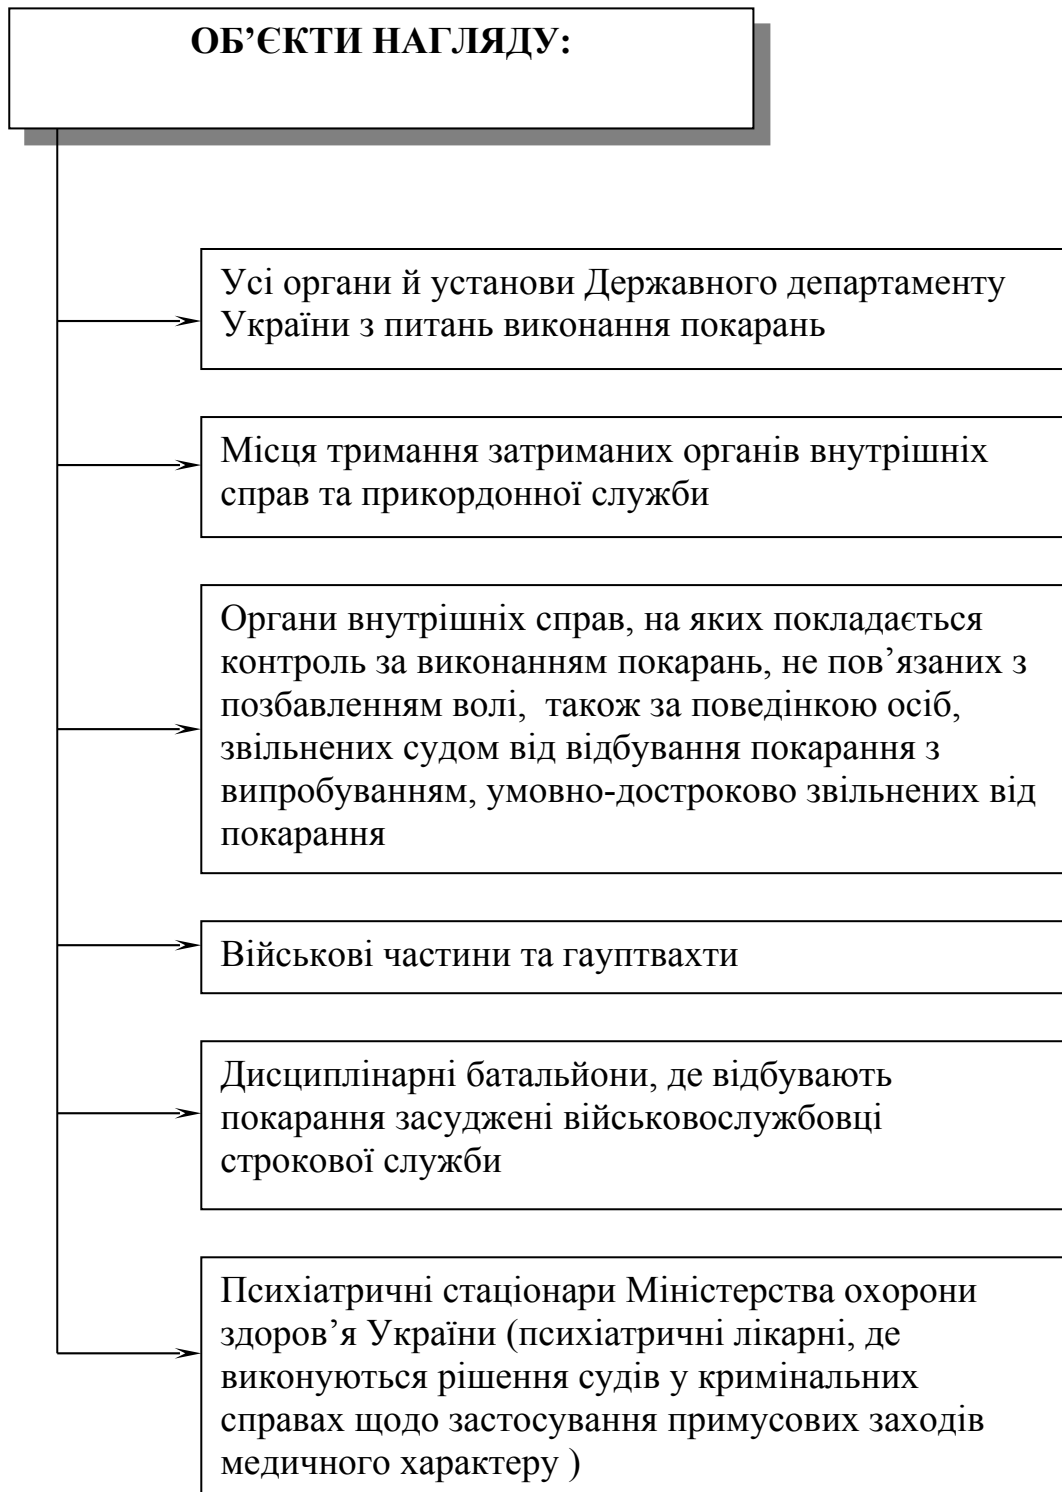 ОБ’ЄКТИ НАГЛЯДУ:
Усі органи й установи Державного департаменту
України з питань виконання покарань
Місця тримання затриманих органів внутрішніх
справ та прикордонної служби
Органи внутрішніх справ, на яких покладається
контроль за виконанням покарань, не пов’язаних з
позбавленням волі,  також за поведінкою осіб,
звільнених судом від відбування покарання з
випробуванням, умовно-достроково звільнених від
покарання
Військові частини та гауптвахти
Дисциплінарні батальйони, де відбувають
покарання засуджені військовослужбовці
строкової служби
Психіатричні стаціонари Міністерства охорони
здоров’я України (психіатричні лікарні, де
виконуються рішення судів у кримінальних
справах щодо застосування примусових заходів
медичного характеру )